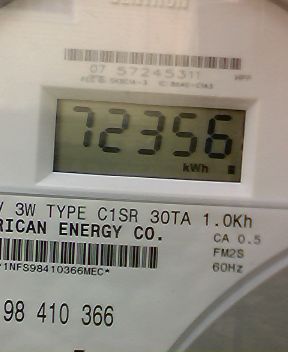 07 57245311
72356
kWh
3W TYPE C1SR 30TA 1.0Kh
RICAN ENERGY CO.
CA 0.5
FM2S
60Hz
1NFS98410366MEC*
98 410 366